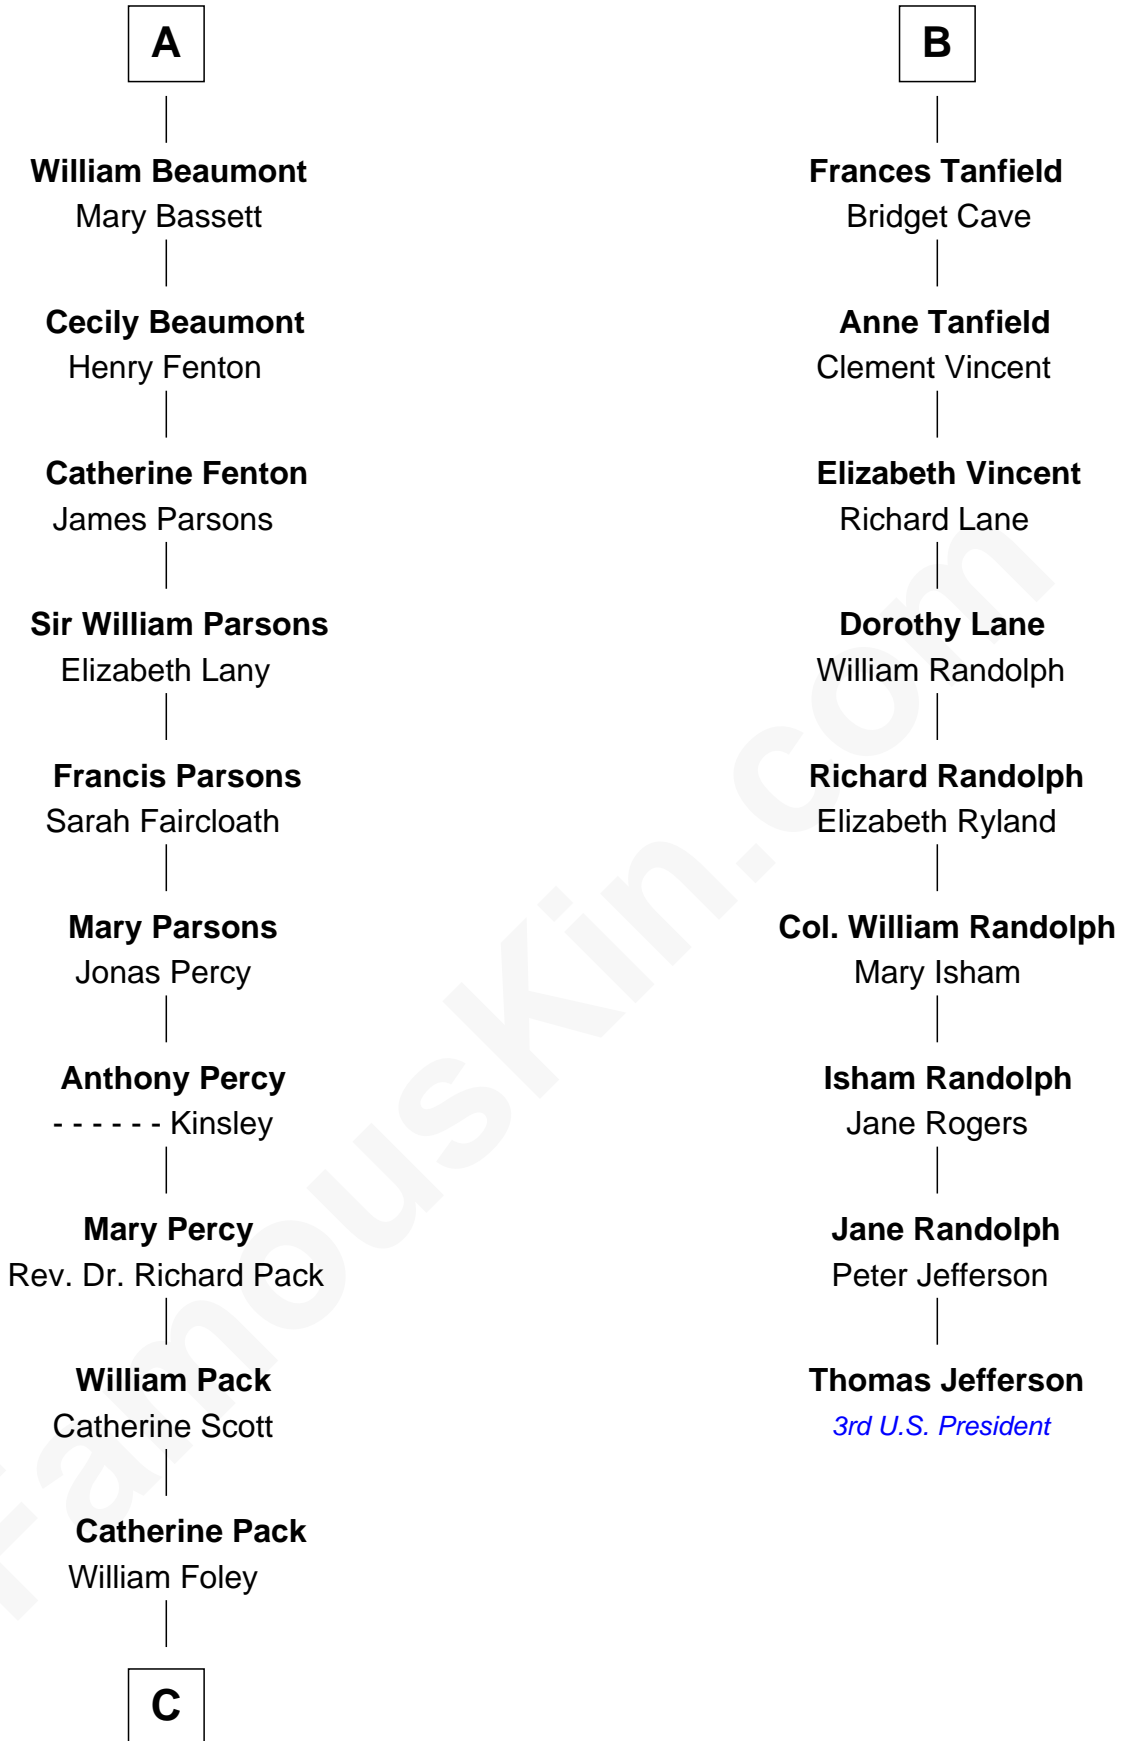 A
William Beaumont
Mary Bassett
Cecily Beaumont
Henry Fenton
Catherine Fenton
James Parsons
Sir William Parsons
Elizabeth Lany
Francis Parsons
Sarah Faircloath
Mary Parsons
Jonas Percy
Anthony Percy
- - - - - - Kinsley
Mary Percy
Rev. Dr. Richard Pack
William Pack
Catherine Scott
Catherine Pack
William Foley
C
B
Frances Tanfield
Bridget Cave
Anne Tanfield
Clement Vincent
Elizabeth Vincent
Richard Lane
Dorothy Lane
William Randolph
Richard Randolph
Elizabeth Ryland
Col. William Randolph
Mary Isham
Isham Randolph
Jane Rogers
Jane Randolph
Peter Jefferson
Thomas Jefferson
3rd U.S. President
FamousKin.com